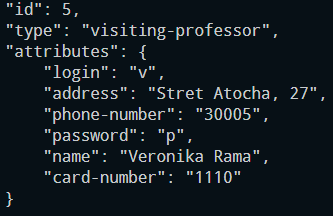 "id": 5,
"type": "visiting-professor",
"attributes": {
    "login": "v",
    "address": "Stret Atocha, 27",
    "phone-number": "30005",
    "password": "p",
    "name": "Veronika Rama",
    "card-number": "1110"
}